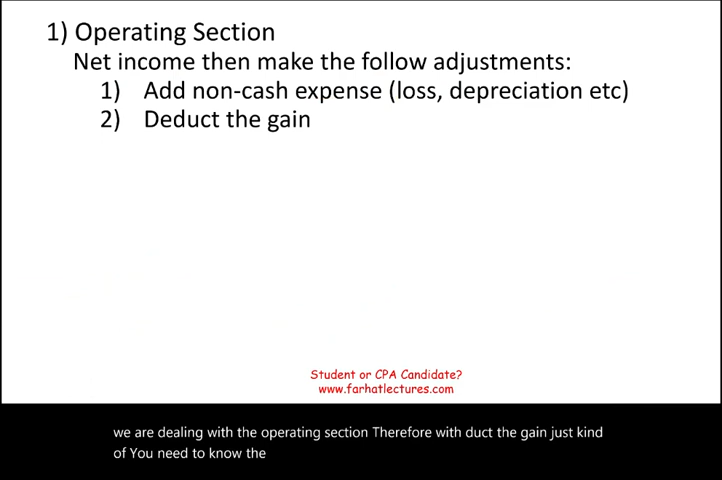 1) Operating Section
Net income then make the follow adjustments:
1) Add non-cash expense (loss, depreciation etc)
2) Deduct the gain
Student or CPA Candidate?
www.farhatlectures.com
we are dealing with the operating section Therefore with duct the gain just kind
of You need to know the